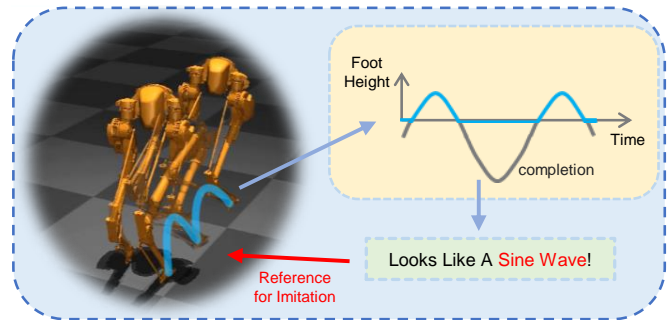 Foot
Height
Time
completion
Looks Like A Sine Wave!
Reference
for Imitation